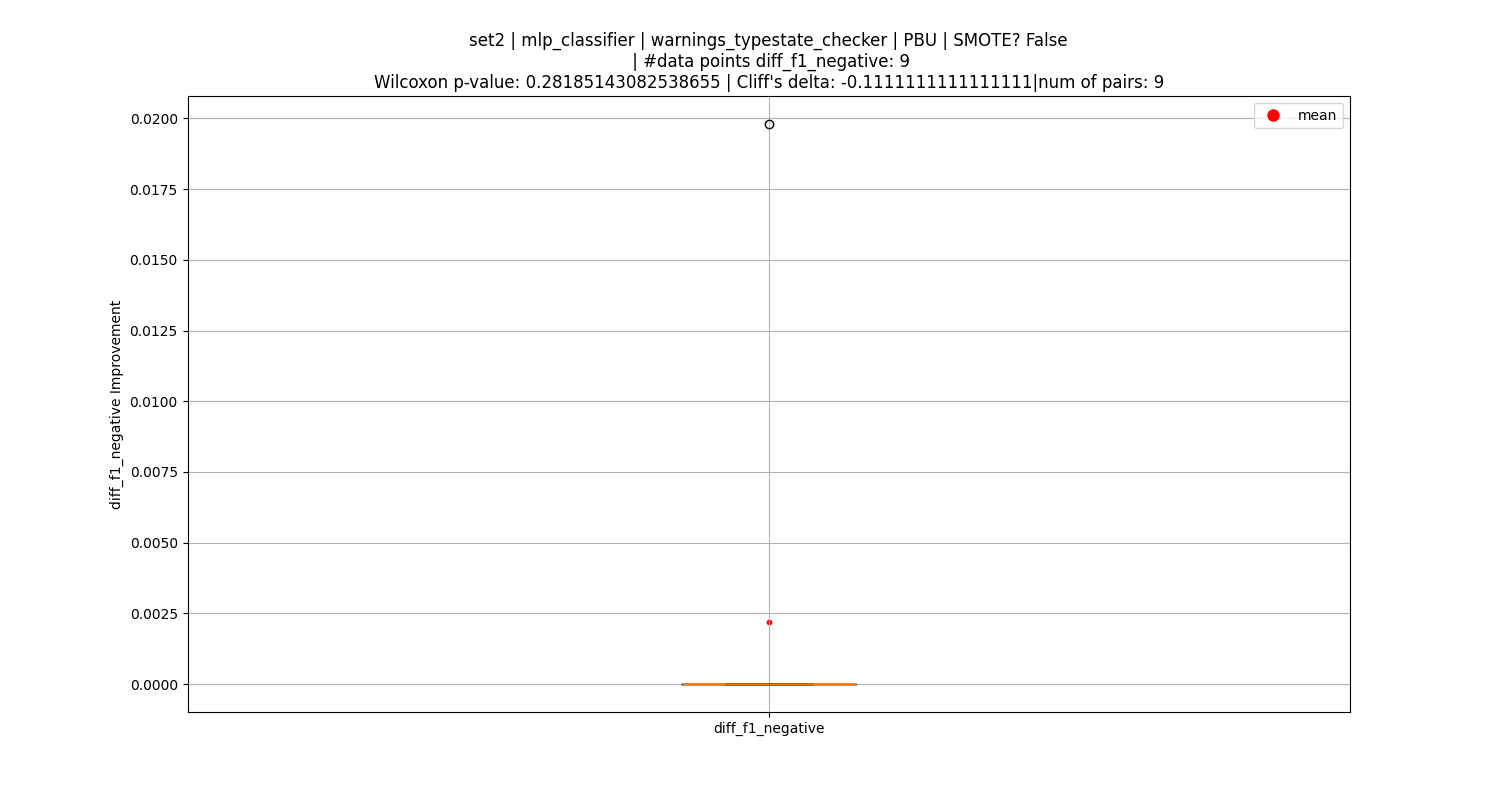 set2 | mlp_classifier | warnings_typestate_checker | PBU | SMOTE? False
| #data points diff_f1_negative: 9
Wilcoxon p-value: 0.28185143082538655 | Cliff's delta: -0.1111111111111111|num of pairs: 9
mean
0.0200
0.0175
0.0150
0.0125
0.0100
0.0075
0.0050
0.0025
0.0000
diff_f1_negative Improvement
diff_f1_negative